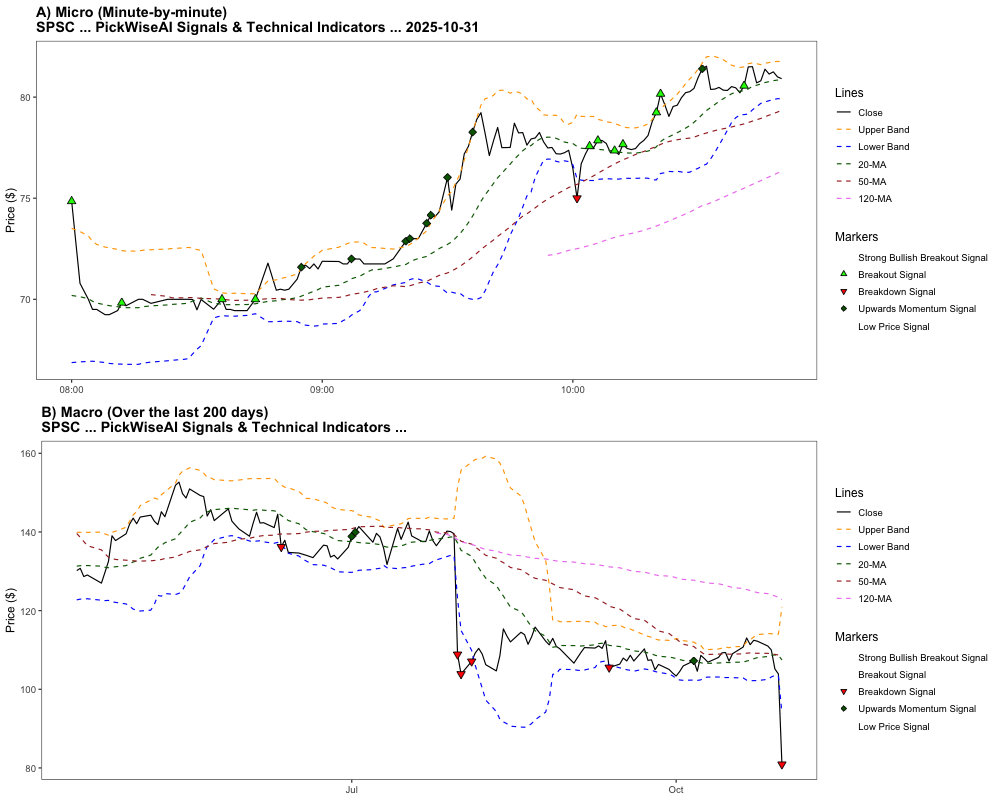 A) Micro (Minute-by-minute)
SPSC ... PickWiseAI Signals & Technical Indicators ... 2025-10-31
Price ($)
80
75
70
08:00
09:00
10:00
Lines
Close
Upper Band
Lower Band
20-MA
50-MA
120-MA
Markers
Strong Bullish Breakout Signal
Breakout Signal
Breakdown Signal
Upwards Momentum Signal
Low Price Signal
B) Macro (Over the last 200 days)
SPSC ... PickWiseAI Signals & Technical Indicators ...
Price ($)
160
140
120
100
80
Jul
Oct
Lines
Close
Upper Band
Lower Band
20-MA
50-MA
120-MA
Markers
Strong Bullish Breakout Signal
Breakout Signal
Breakdown Signal
Upwards Momentum Signal
Low Price Signal